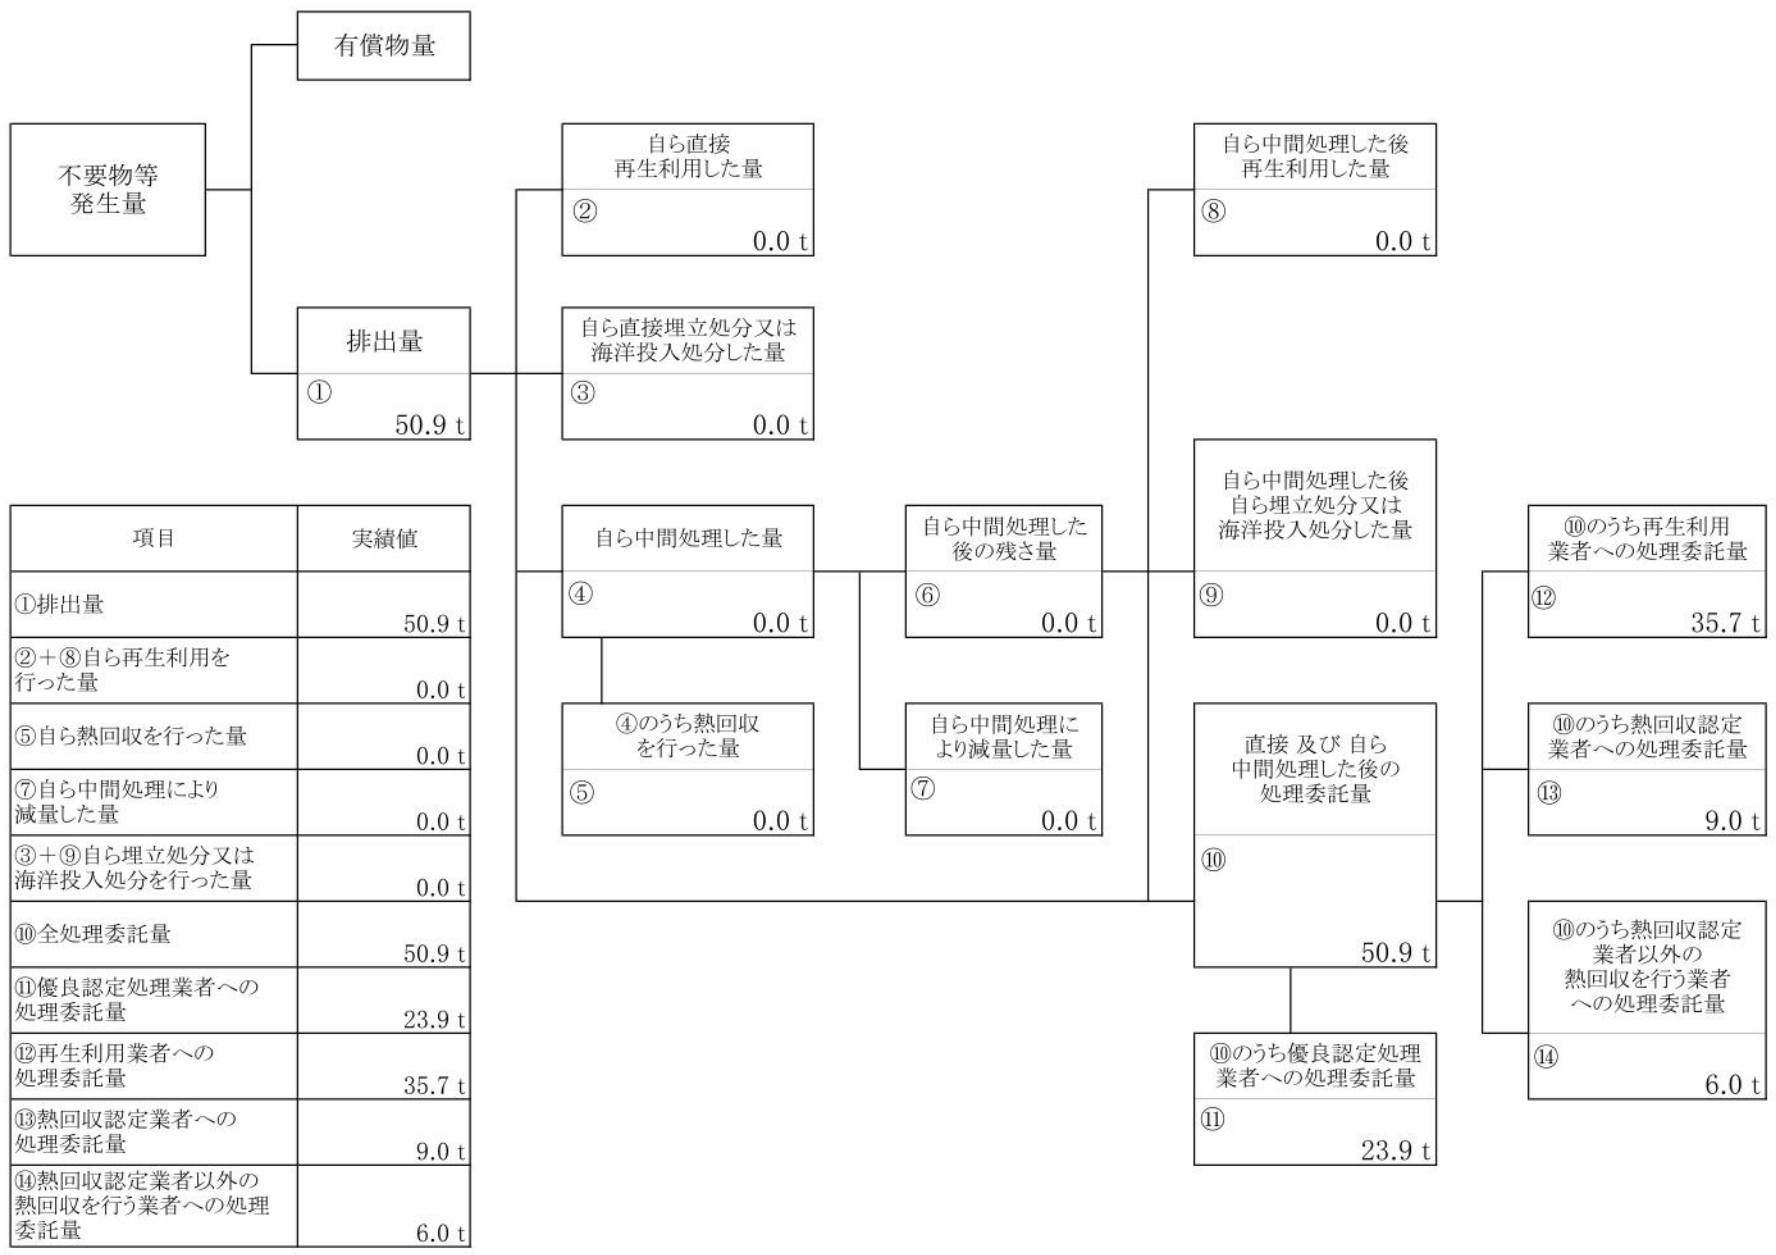 有償物量
不要物等
発生量
自ら直接
再生利用した量
②
0.0 t
自ら中間処理した後
再生利用した量
⑧
0.0 t
排出量
①
50.9 t
自ら直接埋立処分又は
海洋投入処分した量
③
0.0 t
自ら中間処理した量
④
0.0 t
自ら中間処理した
後の残さ量
⑥
0.0 t
自ら中間処理した後
自ら埋立処分又は
海洋投入処分した量
⑨
0.0 t
⑩のうち再生利用
業者への処理委託量
⑫
35.7 t
④のうち熱回収
を行った量
⑤
0.0 t
自ら中間処理に
より減量した量
⑦
0.0 t
直接 及び 自ら
中間処理した後の
処理委託量
⑩
50.9 t
⑩のうち熱回収認定
業者への処理委託量
⑬
9.0 t
⑩のうち熱回収認定
業者以外の
熱回収を行う業者
への処理委託量
⑭
6.0 t
⑩のうち優良認定処理
業者への処理委託量
⑪
23.9 t
項目 実績値
①排出量
50.9 t
②＋⑧自ら再生利用を
行った量
0.0 t
⑤自ら熱回収を行った量
0.0 t
⑦自ら中間処理により
減量した量
0.0 t
③＋⑨自ら埋立処分又は
海洋投入処分を行った量
0.0 t
⑩全処理委託量
50.9 t
⑪優良認定処理業者への
処理委託量
23.9 t
⑫再生利用業者への
処理委託量
35.7 t
⑬熱回収認定業者への
処理委託量
9.0 t
⑭熱回収認定業者以外の
熱回収を行う業者への処理
委託量
6.0 t